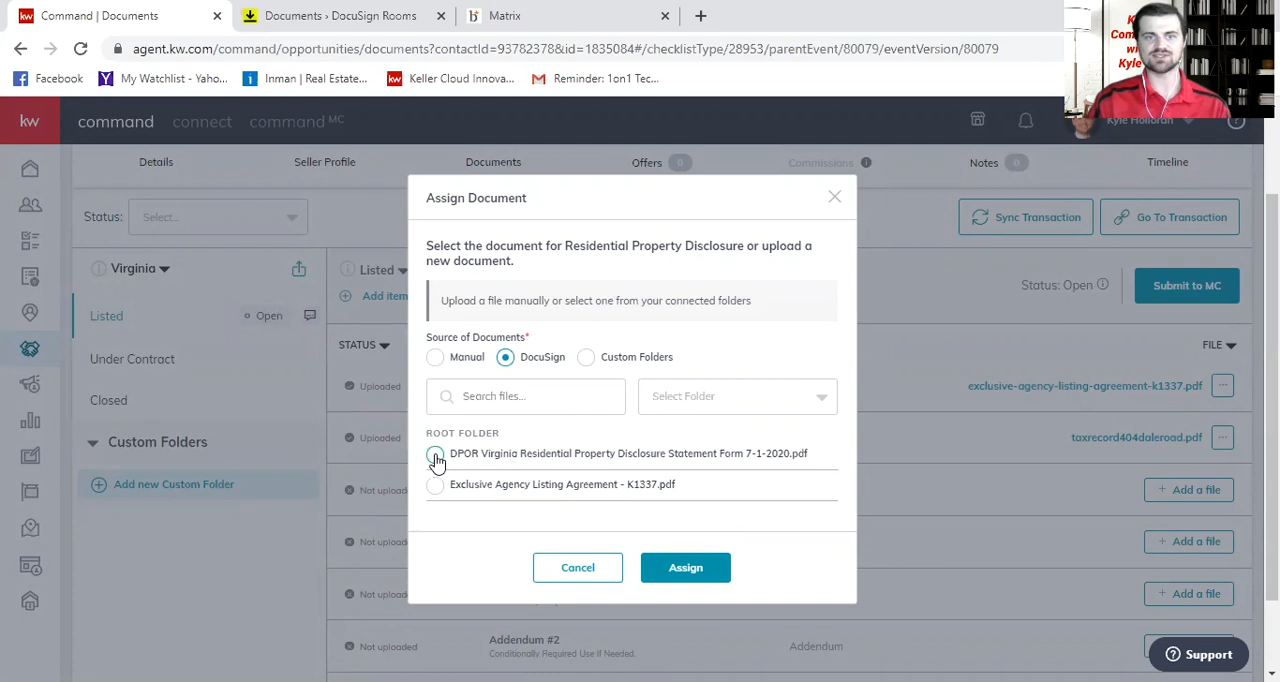 Command | Documents
Documents › DocuSign Rooms
Matrix
agent.kw.com/command/opportunities/documents?contactId=93782378&id=1835084#/checklistType/28953/parentEvent/80079/eventVersion/80079
Facebook
My Watchlist - Yaho...
Inman | Real Estate...
Keller Cloud Innova...
Reminder: 1on1 Tec...
kw
command
connect
command MC
Kyle Holloran
Details
Seller Profile
Documents
Offers 0
Commissions
Notes 0
Timeline
Status:
Select...
Sync Transaction
Go To Transaction
Virginia
Listed
Open
Under Contract
Closed
Custom Folders
Add new Custom Folder
Listed
Add item
Status: Open
Submit to MC
STATUS
FILE
Uploaded
exclusive-agency-listing-agreement-k1337.pdf
Uploaded
taxrecord404daleroad.pdf
Not uploaded
+ Add a file
Not uploaded
+ Add a file
Not uploaded
+ Add a file
Not uploaded
Addendum #2
Conditionally Required Use if Needed.
Addendum
Support
Assign Document
Select the document for Residential Property Disclosure or upload a
new document.
Upload a file manually or select one from your connected folders
Source of Documents*
Manual
DocuSign
Custom Folders
Search files...
Select Folder
ROOT FOLDER
DPOR Virginia Residential Property Disclosure Statement Form 7-1-2020.pdf
Exclusive Agency Listing Agreement - K1337.pdf
Cancel
Assign